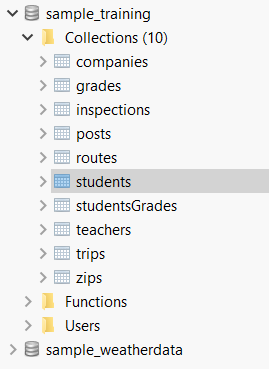 sample_training
Collections (10)
companies
grades
inspections
posts
routes
students
studentsGrades
teachers
trips
zips
Functions
Users
sample_weatherdata